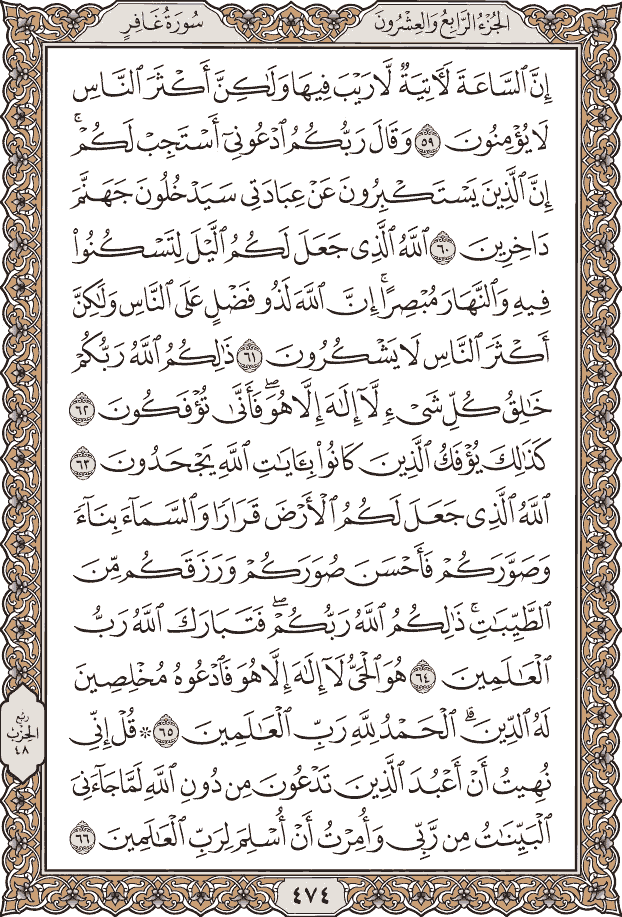 الجُزْءُ الرَّابِعُ وَالعِشْرُونَ
سُورَةُ غَافِرٍ
إِنَّ ٱلسَّاعَةَ لَأٓتِيَةٌ لَّا رَيْبَ فِيهَا وَلَٰكِنَّ أَكْثَرَ ٱلنَّاسِ
لَا يُؤْمِنُونَ ٥٩ وَقَالَ رَبُّكُمُ ٱدْعُونِىٓ أَسْتَجِبْ لَكُمْ ۚ
إِنَّ ٱلَّذِينَ يَسْتَكْبِرُونَ عَنْ عِبَادَتِى سَيَدْخُلُونَ جَهَنَّمَ
دَاخِرِينَ ٦٠ ٱللَّهُ ٱلَّذِى جَعَلَ لَكُمُ ٱلَّيْلَ لِتَسْكُنُوا۟
فِيهِ وَٱلنَّهَارَ مُبْصِرًا ۚ إِنَّ ٱللَّهَ لَذُو فَضْلٍ عَلَى ٱلنَّاسِ وَلَٰكِنَّ
أَكْثَرَ ٱلنَّاسِ لَا يَشْكُرُونَ ٦١ ذَٰلِكُمُ ٱللَّهُ رَبُّكُمْ
خَٰلِقُ كُلِّ شَىْءٍ لَّآ إِلَٰهَ إِلَّا هُوَ ۖ فَأَنَّىٰ تُؤْفَكُونَ ٦٢
كَذَٰلِكَ يُؤْفَكُ ٱلَّذِينَ كَانُوا۟ بِـَٔايَٰتِ ٱللَّهِ يَجْحَدُونَ ٦٣
ٱللَّهُ ٱلَّذِى جَعَلَ لَكُمُ ٱلْأَرْضَ قَرَارًا وَٱلسَّمَآءَ بِنَآءً
وَصَوَّرَكُمْ فَأَحْسَنَ صُوَرَكُمْ وَرَزَقَكُم مِّنَ
ٱلطَّيِّبَٰتِ ۚ ذَٰلِكُمُ ٱللَّهُ رَبُّكُمْ ۖ فَتَبَارَكَ ٱللَّهُ رَبُّ
ٱلْعَٰلَمِينَ ٦٤ هُوَ ٱلْحَىُّ لَآ إِلَٰهَ إِلَّا هُوَ فَٱدْعُوهُ مُخْلِصِينَ
لَهُ ٱلدِّينَ ۗ ٱلْحَمْدُ لِلَّهِ رَبِّ ٱلْعَٰلَمِينَ ٦٥ ۞ قُلْ إِنِّى
نُهِيتُ أَنْ أَعْبُدَ ٱلَّذِينَ تَدْعُونَ مِن دُونِ ٱللَّهِ لَمَّا جَآءَنِىَ
ٱلْبَيِّنَٰتُ مِن رَّبِّى وَأُمِرْتُ أَنْ أُسْلِمَ لِرَبِّ ٱلْعَٰلَمِينَ ٦٦
ربع
الحزب
٤٨
٤٧٤